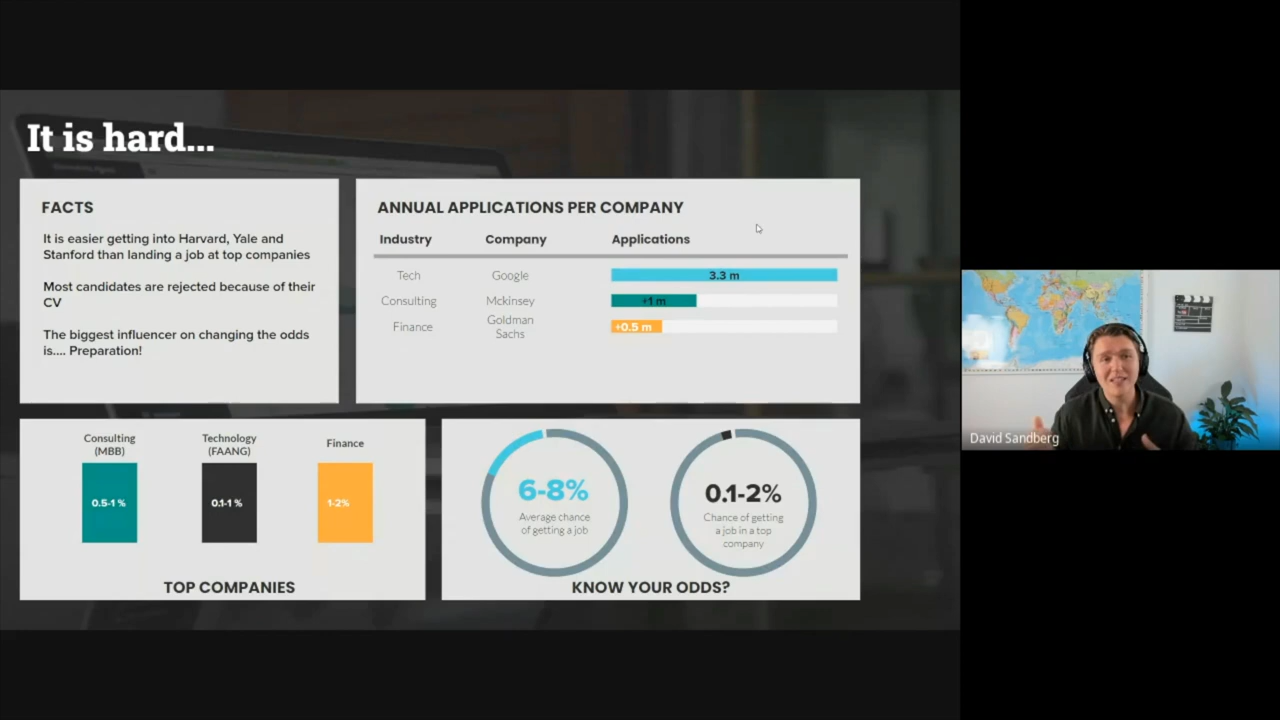 It is hard...
FACTS
It is easier getting into Harvard, Yale and
Stanford than landing a job at top companies
Most candidates are rejected because of their
CV
The biggest influencer on changing the odds
is.... Preparation!
ANNUAL APPLICATIONS PER COMPANY
Industry Company Applications
Tech Google 3.3 m
Consulting Mckinsey +1 m
Finance Goldman
Sachs +0.5 m
Consulting
(MBB)
Technology
(FAANG)
Finance
0.5-1 %
0.1-1 %
1-2%
TOP COMPANIES
6-8%
Average chance
of getting a job
0.1-2%
Chance of getting
a job in a top
company
KNOW YOUR ODDS?
David Sandberg